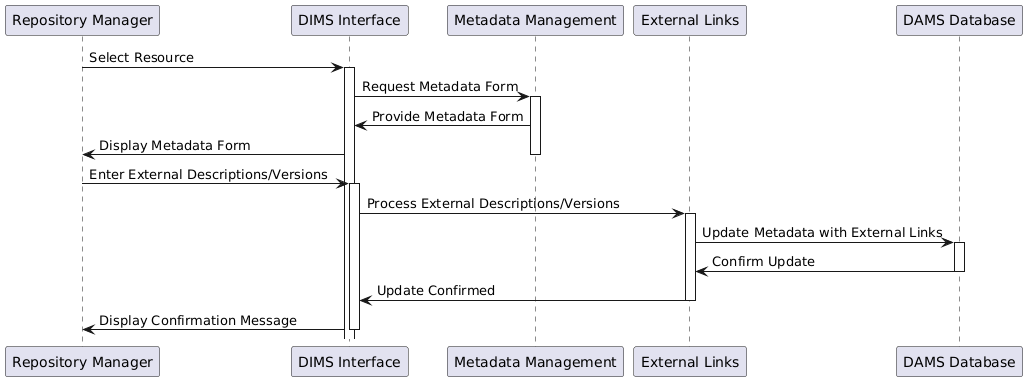 Repository Manager
DIMS Interface
Metadata Management
External Links
DAMS Database
Select Resource
Request Metadata Form
Provide Metadata Form
Display Metadata Form
Enter External Descriptions/Versions
Process External Descriptions/Versions
Update Metadata with External Links
Confirm Update
Update Confirmed
Display Confirmation Message
Repository Manager
DIMS Interface
Metadata Management
External Links
DAMS Database